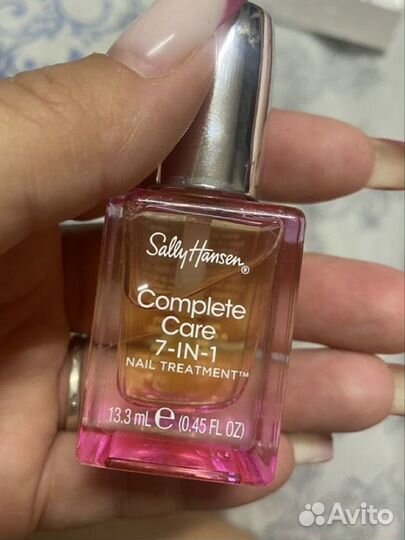 Sally Hansen®
Complete
Care
7-IN-1
NAIL TREATMENT™
13.3 mL ℮ (0.45 FL OZ)
Avito